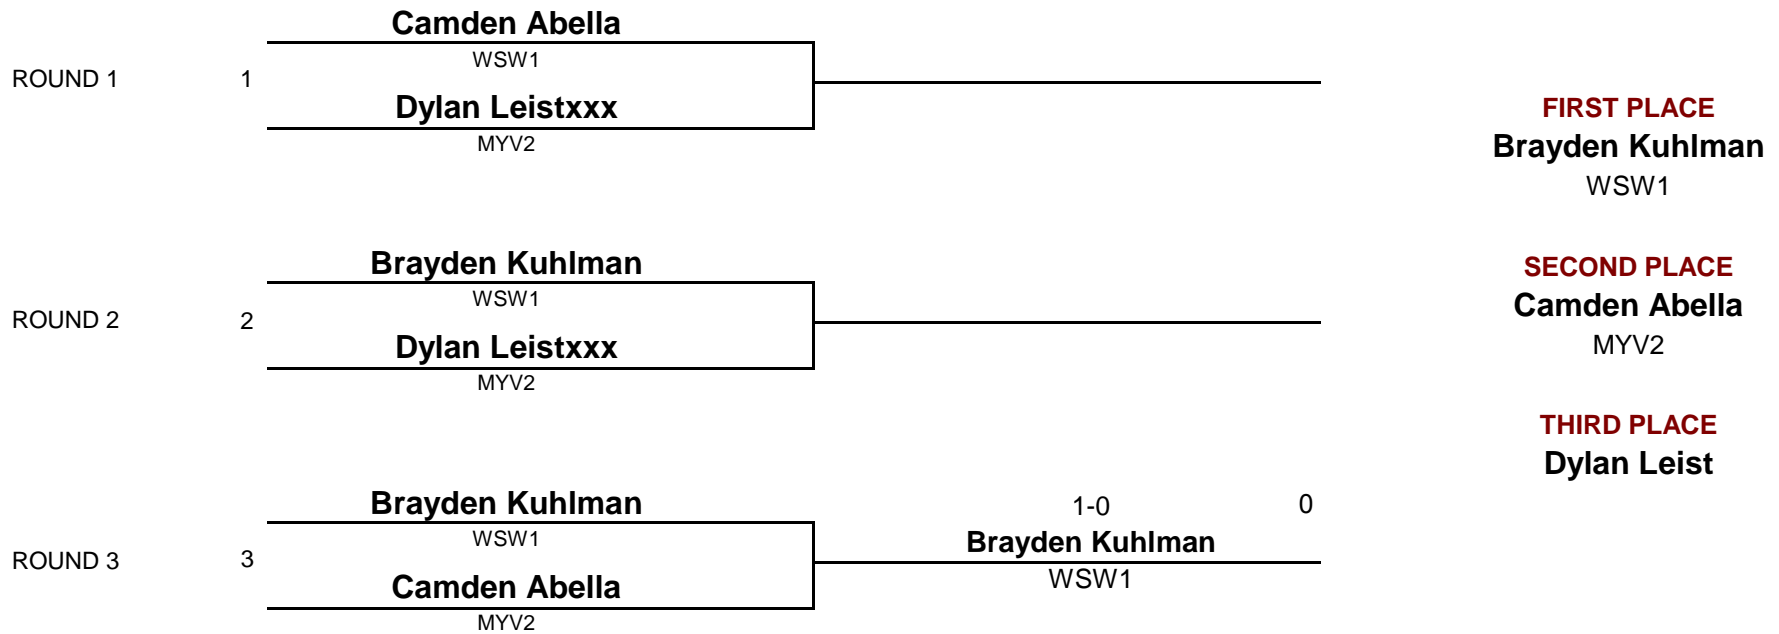 Camden Abella
WSW1
ROUND 1
1
Dylan Leistxxx
MYV2
FIRST PLACE
Brayden Kuhlman
WSW1
Brayden Kuhlman
WSW1
ROUND 2
2
Dylan Leistxxx
MYV2
SECOND PLACE
Camden Abella
MYV2
THIRD PLACE
Dylan Leist
Brayden Kuhlman
WSW1
ROUND 3
3
Camden Abella
MYV2
1-0
0
Brayden Kuhlman
WSW1